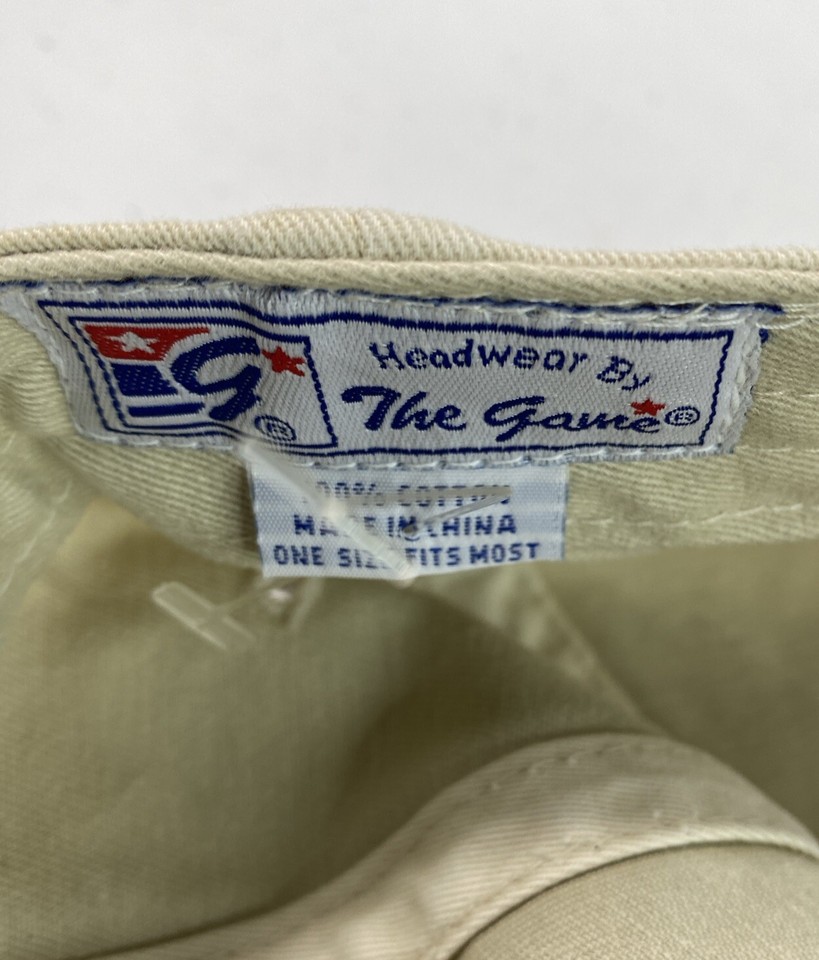 G®
Headwear By
The Game®
100% COTTON
MADE IN CHINA
ONE SIZE FITS MOST